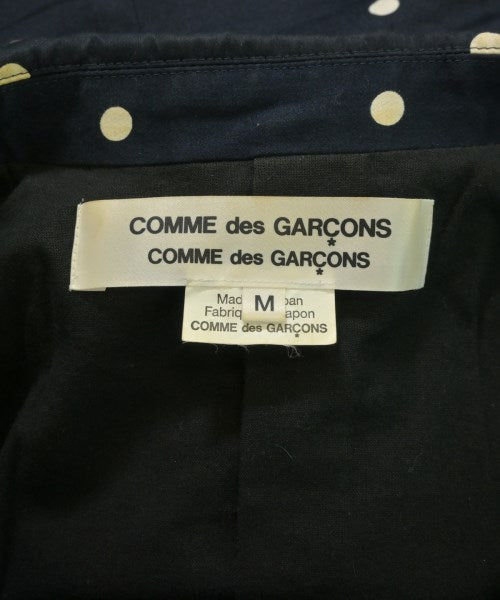 COMME des GARÇONS
COMME des GARÇONS
M
Mad pan
Fabriq apon
COMME des GARÇONS